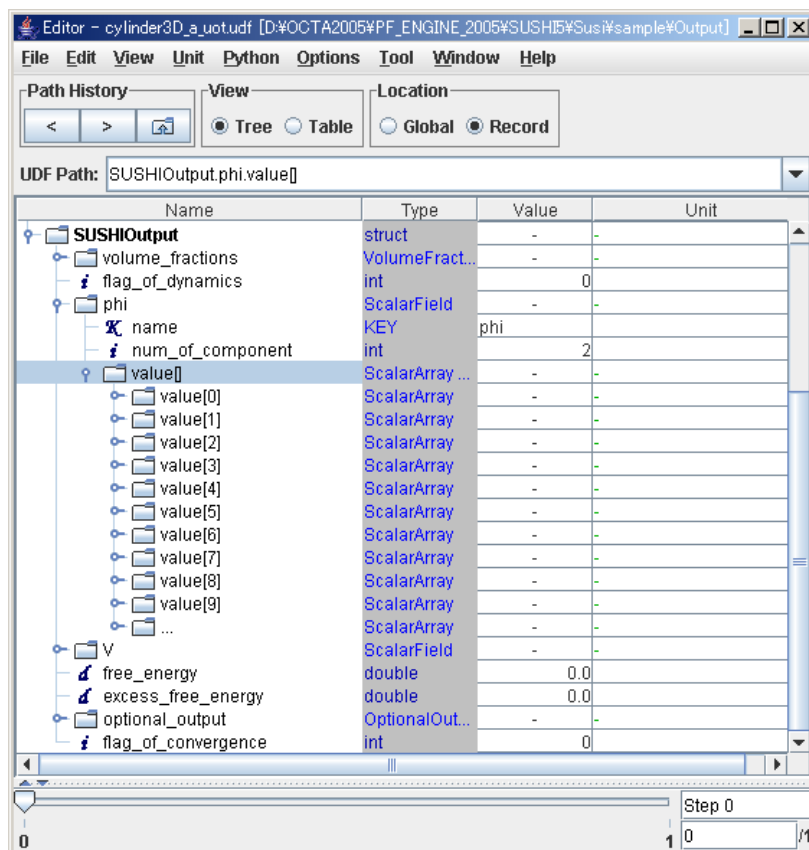 Editor - cylinder3D_a_uot.udf [D:¥OCTA2005¥PF_ENGINE_2005¥SUSHI5¥Susi¥sample¥Output]
File Edit View Unit Python Options Tool Window Help
Path History View Location
< > Tree Table Global Record
UDF Path: SUSHIOutput.phi.value[]
Name Type Value Unit
SUSHIOutput struct - -
volume_fractions VolumeFract... - -
i flag_of_dynamics int 0
phi ScalarField - -
K name KEY phi
i num_of_component int 2
value[] ScalarArray ... - -
value[0] ScalarArray - -
value[1] ScalarArray - -
value[2] ScalarArray - -
value[3] ScalarArray - -
value[4] ScalarArray - -
value[5] ScalarArray - -
value[6] ScalarArray - -
value[7] ScalarArray - -
value[8] ScalarArray - -
value[9] ScalarArray - -
... ScalarArray - -
V ScalarField - -
d free_energy double 0.0
d excess_free_energy double 0.0
optional_output OptionalOut... - -
i flag_of_convergence int 0
Step 0
0 1 0 /1